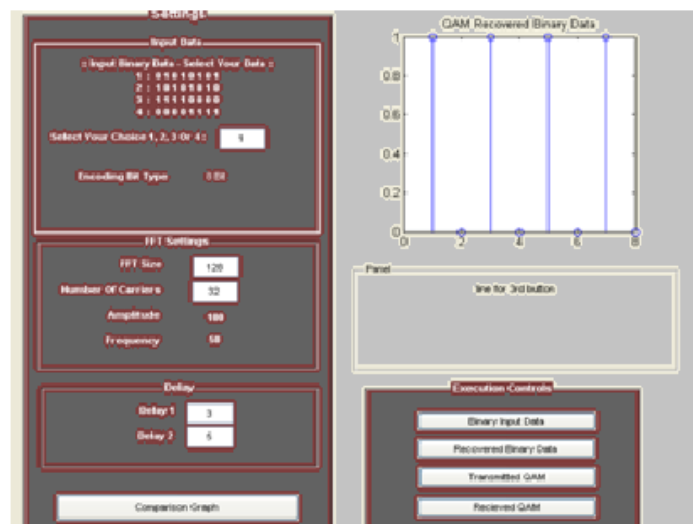 Settings
Input Data
:: Input Binary Data - Select Your Data ::
1 : 01010101
2 : 10101010
3 : 11110000
4 : 00001111
Select Your Choice 1, 2, 3 Or 4 :
Encoding Bit Type 8 Bit
FFT Settings
FFT Size 128
Number Of Carriers 32
Amplitude 100
Frequency 50
Delay
Delay 1 3
Delay 2 5
Comparison Graph
QAM Recovered Binary Data
1
0.8
0.6
0.4
0.2
0
0 2 4 6 8
Panel
line for 3rd button
Execution Controls
Binary Input Data
Recovered Binary Data
Transmitted QAM
Recieved QAM